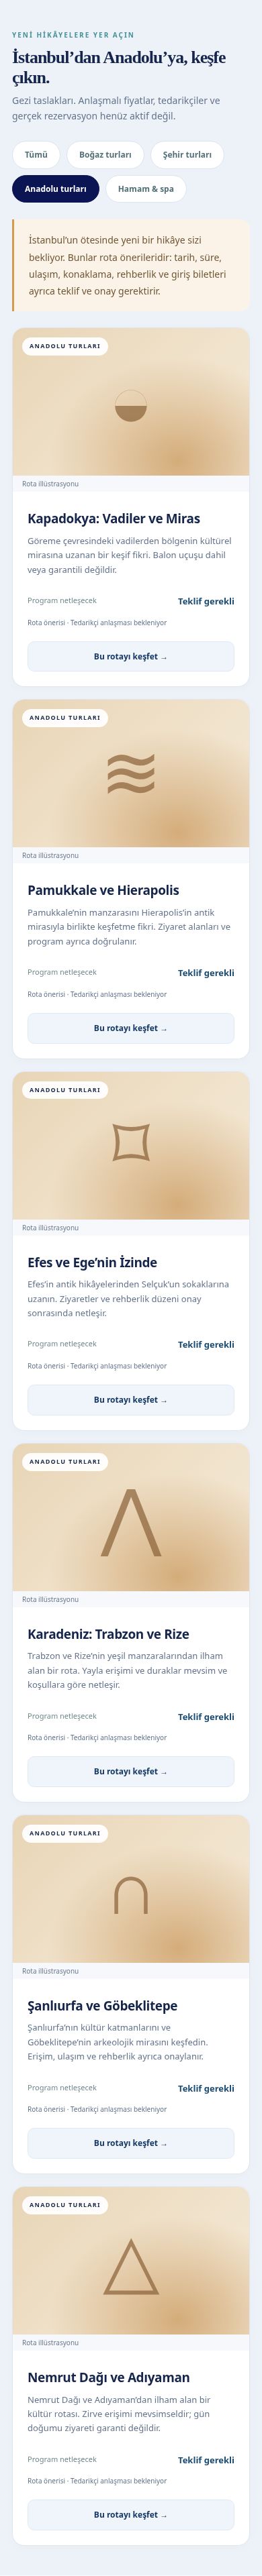 YENİ HİKÂYELERE YER AÇIN
İstanbul’dan Anadolu’ya, keşfe
çıkın.
Gezi taslakları. Anlaşmalı fiyatlar, tedarikçiler ve
gerçek rezervasyon henüz aktif değil.
Tümü
Boğaz turları
Şehir turları
Anadolu turları
Hamam & spa
İstanbul’un ötesinde yeni bir hikâye sizi
bekliyor. Bunlar rota önerileridir: tarih, süre,
ulaşım, konaklama, rehberlik ve giriş biletleri
ayrıca teklif ve onay gerektirir.
ANADOLU TURLARI
Rota illüstrasyonu
Kapadokya: Vadiler ve Miras
Göreme çevresindeki vadilerden bölgenin kültürel
mirasına uzanan bir keşif fikri. Balon uçuşu dahil
veya garantili değildir.
Program netleşecek
Teklif gerekli
Rota önerisi · Tedarikçi anlaşması bekleniyor
Bu rotayı keşfet →
ANADOLU TURLARI
Rota illüstrasyonu
Pamukkale ve Hierapolis
Pamukkale’nin manzarasını Hierapolis’in antik
mirasıyla birlikte keşfetme fikri. Ziyaret alanları ve
program ayrıca doğrulanır.
Program netleşecek
Teklif gerekli
Rota önerisi · Tedarikçi anlaşması bekleniyor
Bu rotayı keşfet →
ANADOLU TURLARI
Rota illüstrasyonu
Efes ve Ege’nin İzinde
Efes’in antik hikâyelerinden Selçuk’un sokaklarına
uzanın. Ziyaretler ve rehberlik düzeni onay
sonrasında netleşir.
Program netleşecek
Teklif gerekli
Rota önerisi · Tedarikçi anlaşması bekleniyor
Bu rotayı keşfet →
ANADOLU TURLARI
Rota illüstrasyonu
Karadeniz: Trabzon ve Rize
Trabzon ve Rize’nin yeşil manzaralarından ilham
alan bir rota. Yayla erişimi ve duraklar mevsim ve
koşullara göre netleşir.
Program netleşecek
Teklif gerekli
Rota önerisi · Tedarikçi anlaşması bekleniyor
Bu rotayı keşfet →
ANADOLU TURLARI
Rota illüstrasyonu
Şanlıurfa ve Göbeklitepe
Şanlıurfa’nın kültür katmanlarını ve
Göbeklitepe’nin arkeolojik mirasını keşfedin.
Erişim, ulaşım ve rehberlik ayrıca onaylanır.
Program netleşecek
Teklif gerekli
Rota önerisi · Tedarikçi anlaşması bekleniyor
Bu rotayı keşfet →
ANADOLU TURLARI
Rota illüstrasyonu
Nemrut Dağı ve Adıyaman
Nemrut Dağı ve Adıyaman’dan ilham alan bir
kültür rotası. Zirve erişimi mevsimseldir; gün
doğumu ziyareti garanti değildir.
Program netleşecek
Teklif gerekli
Rota önerisi · Tedarikçi anlaşması bekleniyor
Bu rotayı keşfet →